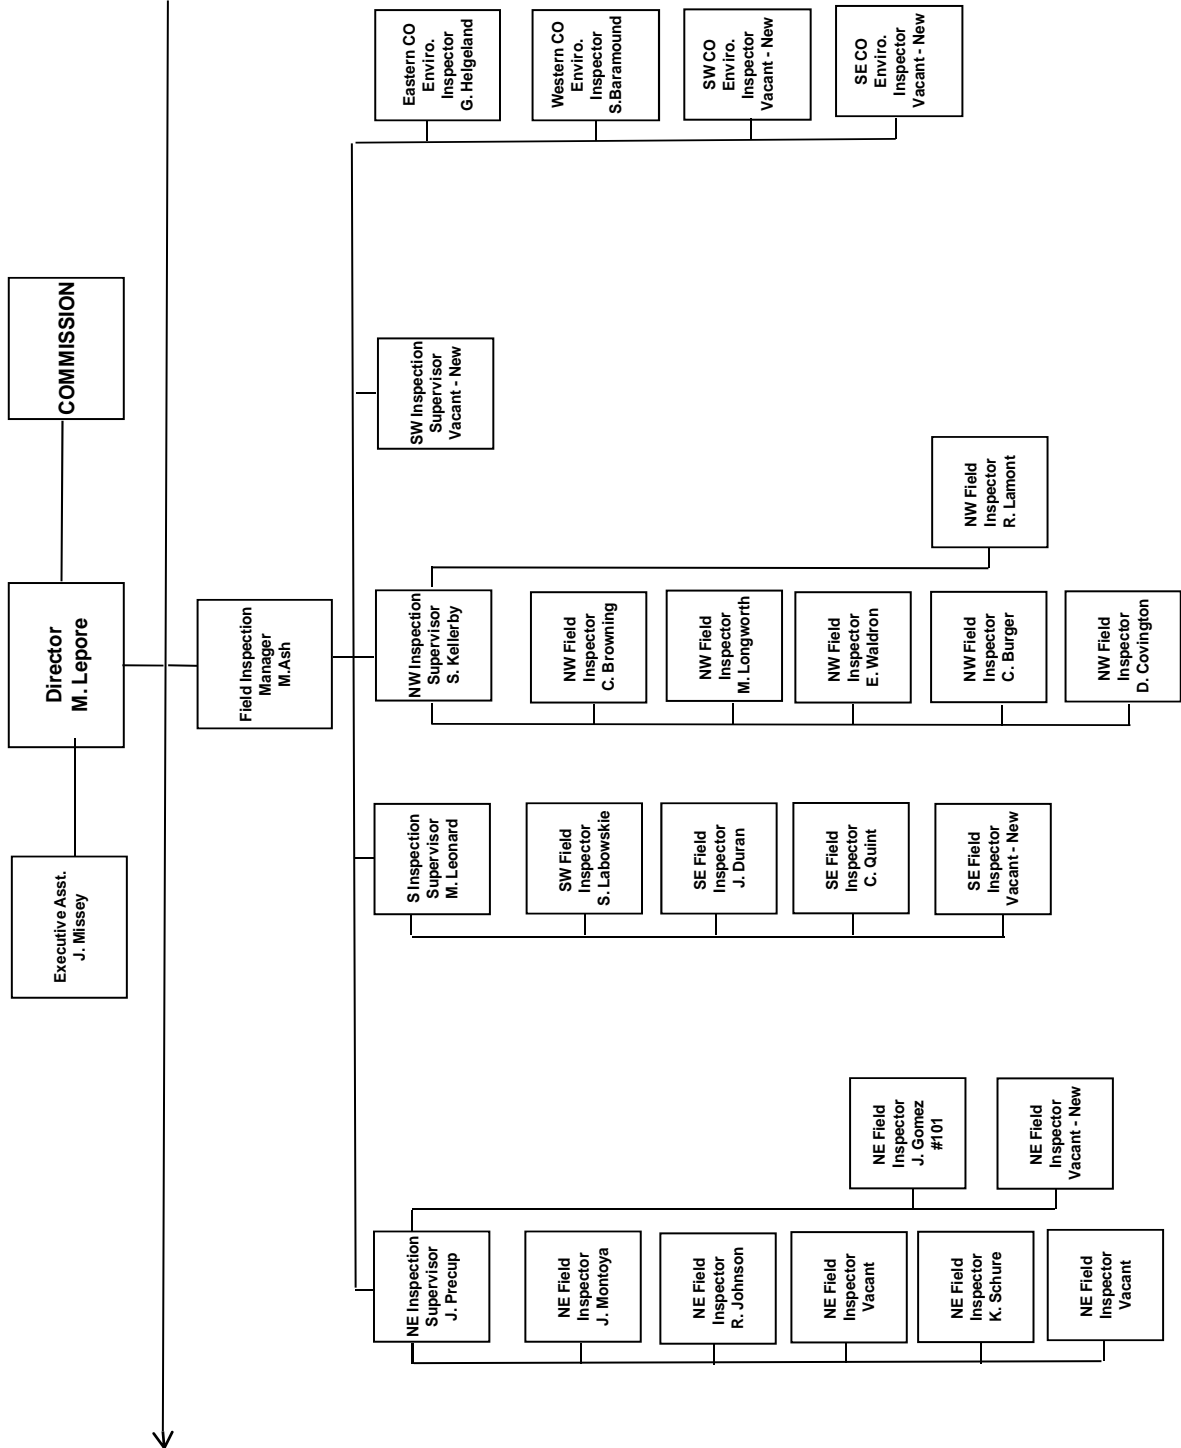 Executive Asst.
J. Missey
Director
M. Lepore
COMMISSION
Field Inspection
Manager
M.Ash
NE Inspection
Supervisor
J. Precup
S Inspection
Supervisor
M. Leonard
NW Inspection
Supervisor
S. Kellerby
SW Inspection
Supervisor
Vacant - New
Eastern CO
Enviro.
Inspector
G. Helgeland
NE Field
Inspector
J. Montoya
SW Field
Inspector
S. Labowskie
NW Field
Inspector
C. Browning
Western CO
Enviro.
Inspector
S.Baramound
NE Field
Inspector
R. Johnson
SE Field
Inspector
J. Duran
NW Field
Inspector
M. Longworth
SW CO
Enviro.
Inspector
Vacant - New
NE Field
Inspector
Vacant
NE Field
Inspector
J. Gomez
#101
SE Field
Inspector
C. Quint
NW Field
Inspector
E. Waldron
SE CO
Enviro.
Inspector
Vacant - New
NE Field
Inspector
K. Schure
NE Field
Inspector
Vacant - New
SE Field
Inspector
Vacant - New
NW Field
Inspector
C. Burger
NW Field
Inspector
R. Lamont
NE Field
Inspector
Vacant
NW Field
Inspector
D. Covington